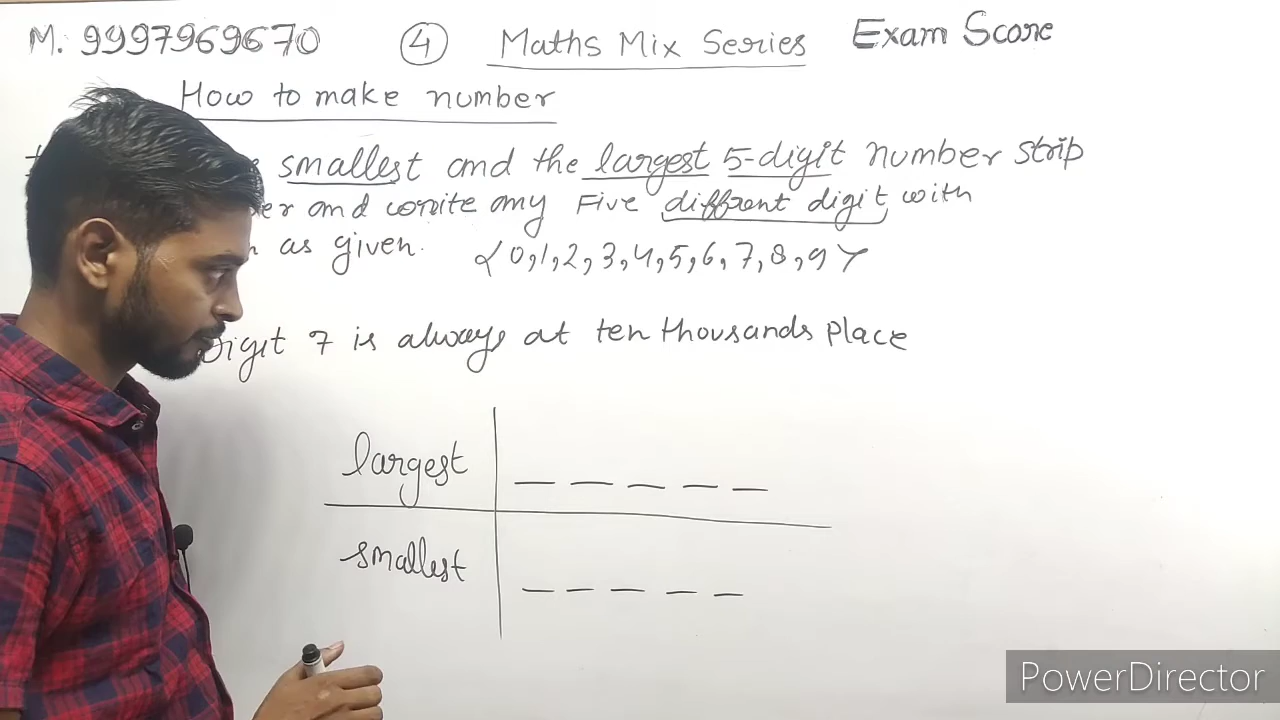 M. 9997969670 4 Maths Mix Series Exam Score
How to make number
smallest and the largest 5-digit number strip
and write any Five different digit with
as given. < 0,1,2,3,4,5,6,7,8,9 >
Digit 7 is always at ten thousands Place
largest _ _ _ _ _
smallest _ _ _ _ _
PowerDirector